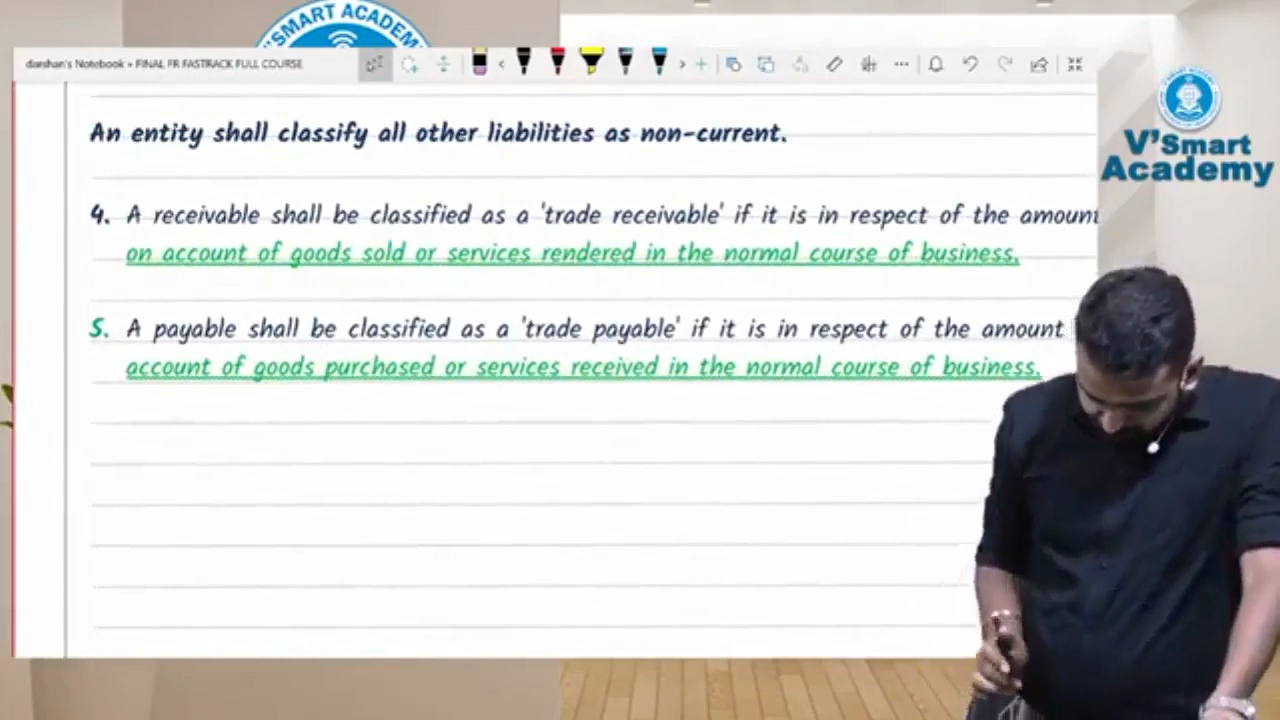 SMART ACADEMY
darshan's Notebook » FINAL FR FASTRACK FULL COURSE
An entity shall classify all other liabilities as non-current.
4. A receivable shall be classified as a 'trade receivable' if it is in respect of the amount
on account of goods sold or services rendered in the normal course of business.
5. A payable shall be classified as a 'trade payable' if it is in respect of the amount
account of goods purchased or services received in the normal course of business.
V'Smart
Academy